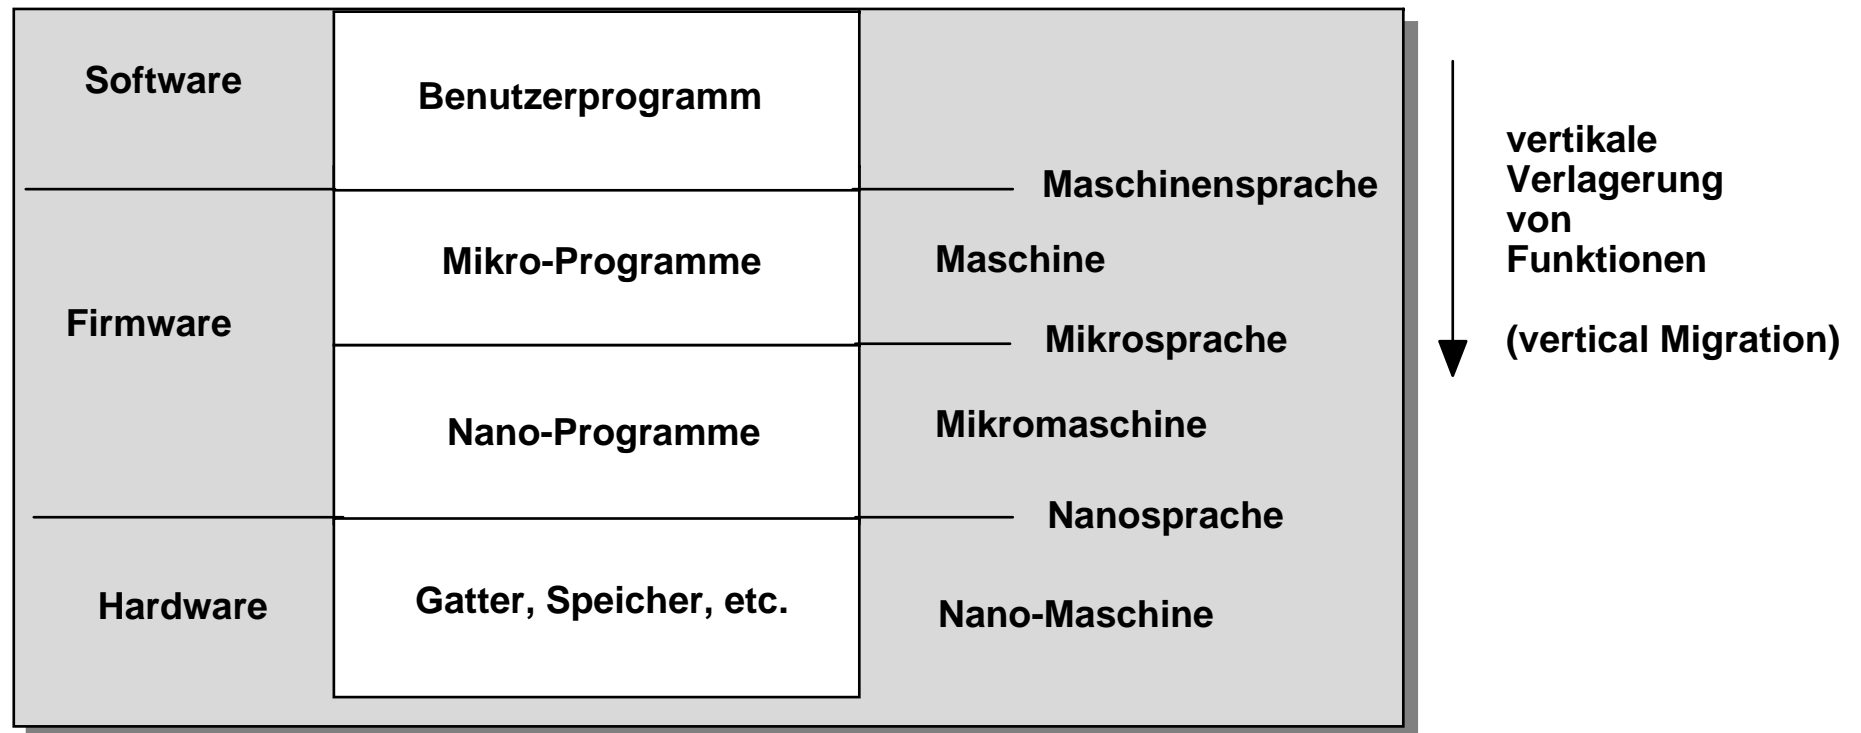 Software
Benutzerprogramm
Maschinensprache
Mikro-Programme
Maschine
Firmware
Mikrosprache
Nano-Programme
Mikromaschine
Nanosprache
Hardware
Gatter, Speicher, etc.
Nano-Maschine
vertikale
Verlagerung
von
Funktionen
(vertical Migration)